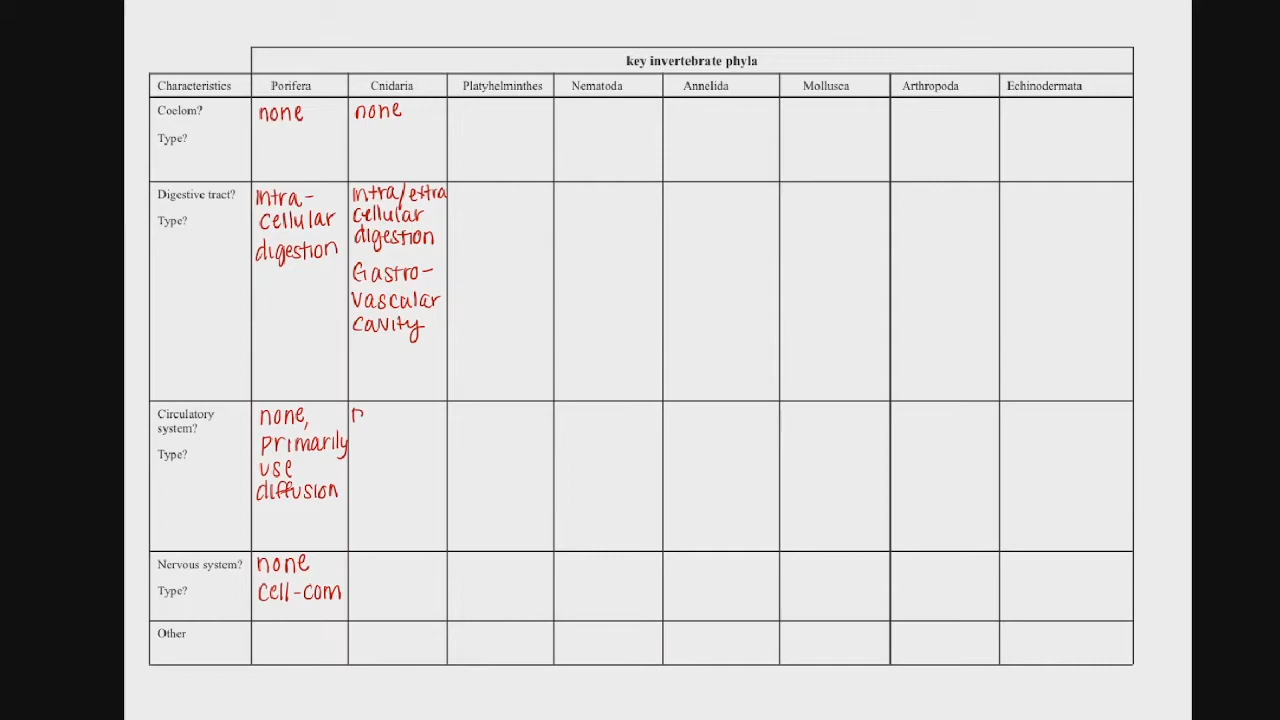 key invertebrate phyla
Characteristics Porifera Cnidaria Platyhelminthes Nematoda Annelida Mollusca Arthropoda Echinodermata
Coelom?
Type?
none
none
Digestive tract?
Type?
Intra-
cellular
digestion
Intra/extra
cellular
digestion
Gastro-
vascular
cavity
Circulatory
system?
Type?
none,
primarily
use
diffusion
Nervous system?
Type?
none
cell-com
Other